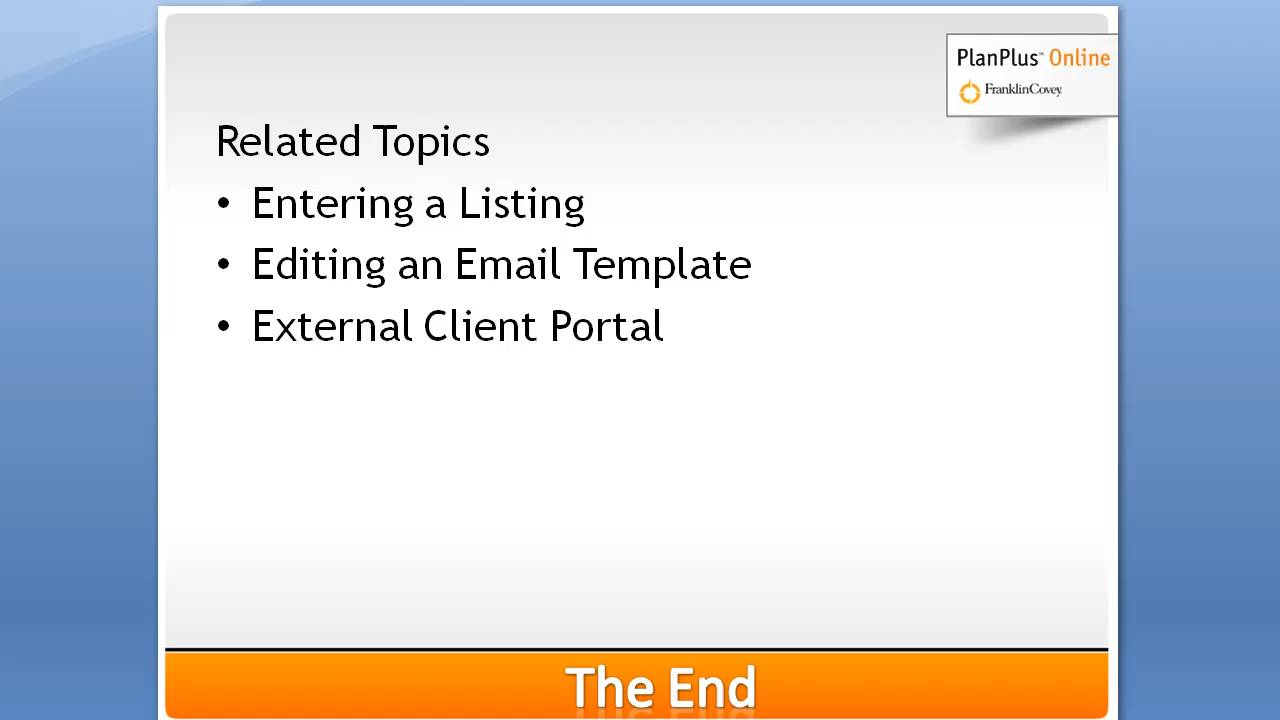 PlanPlus™ Online
FranklinCovey
Related Topics
• Entering a Listing
• Editing an Email Template
• External Client Portal
The End